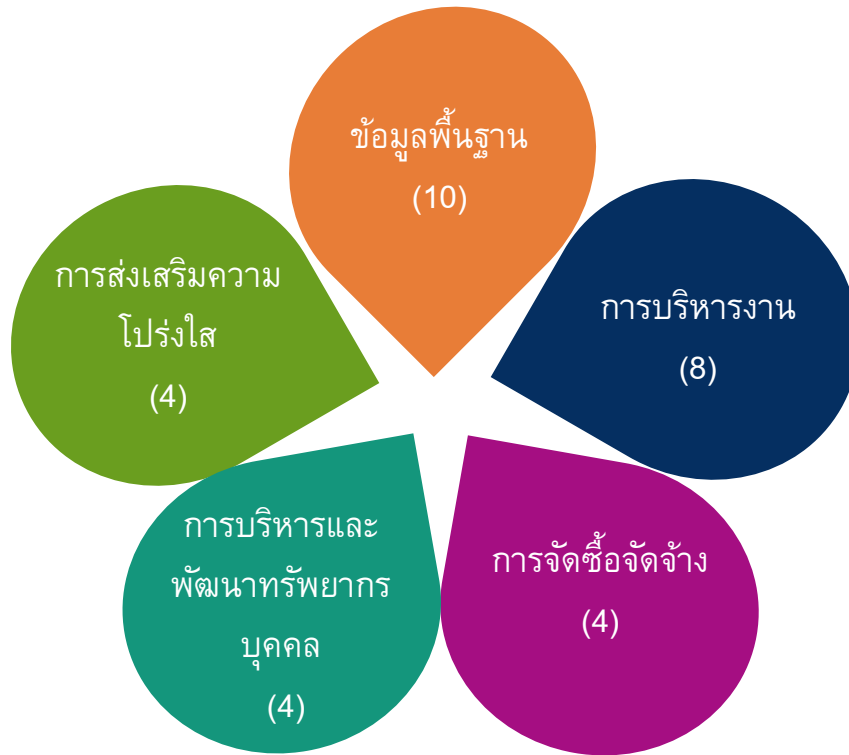 ข้อมูลพื้นฐาน
(10)
การบริหารงาน
(8)
การจัดซื้อจัดจ้าง
(4)
การบริหารและ
พัฒนาทรัพยากร
บุคคล
(4)
การส่งเสริมความ
โปร่งใส
(4)